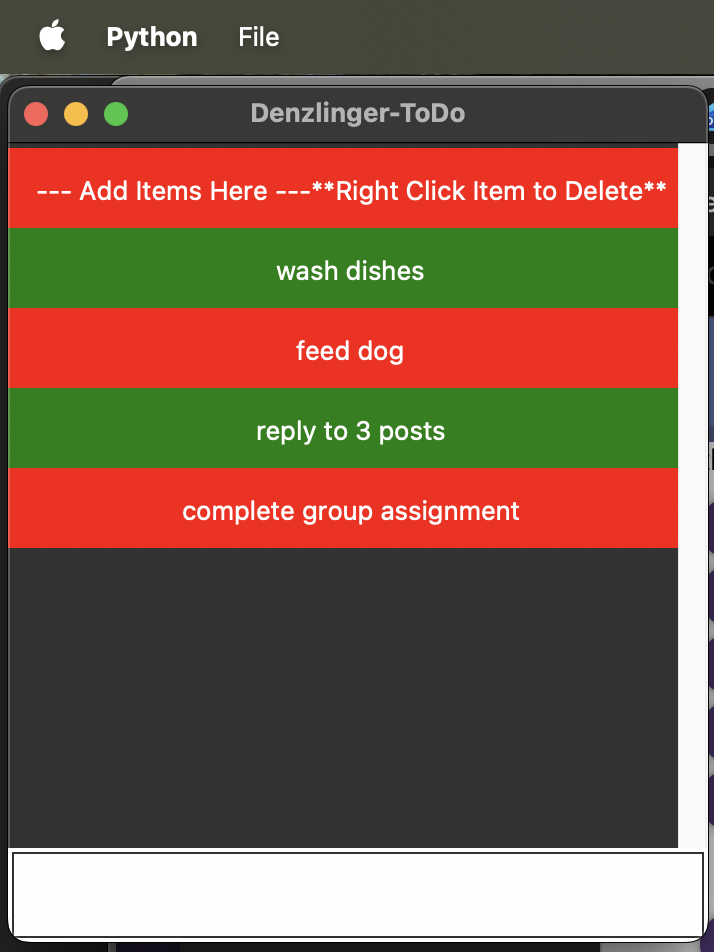 Python File
Denzlinger-ToDo
--- Add Items Here ---**Right Click Item to Delete**
wash dishes
feed dog
reply to 3 posts
complete group assignment